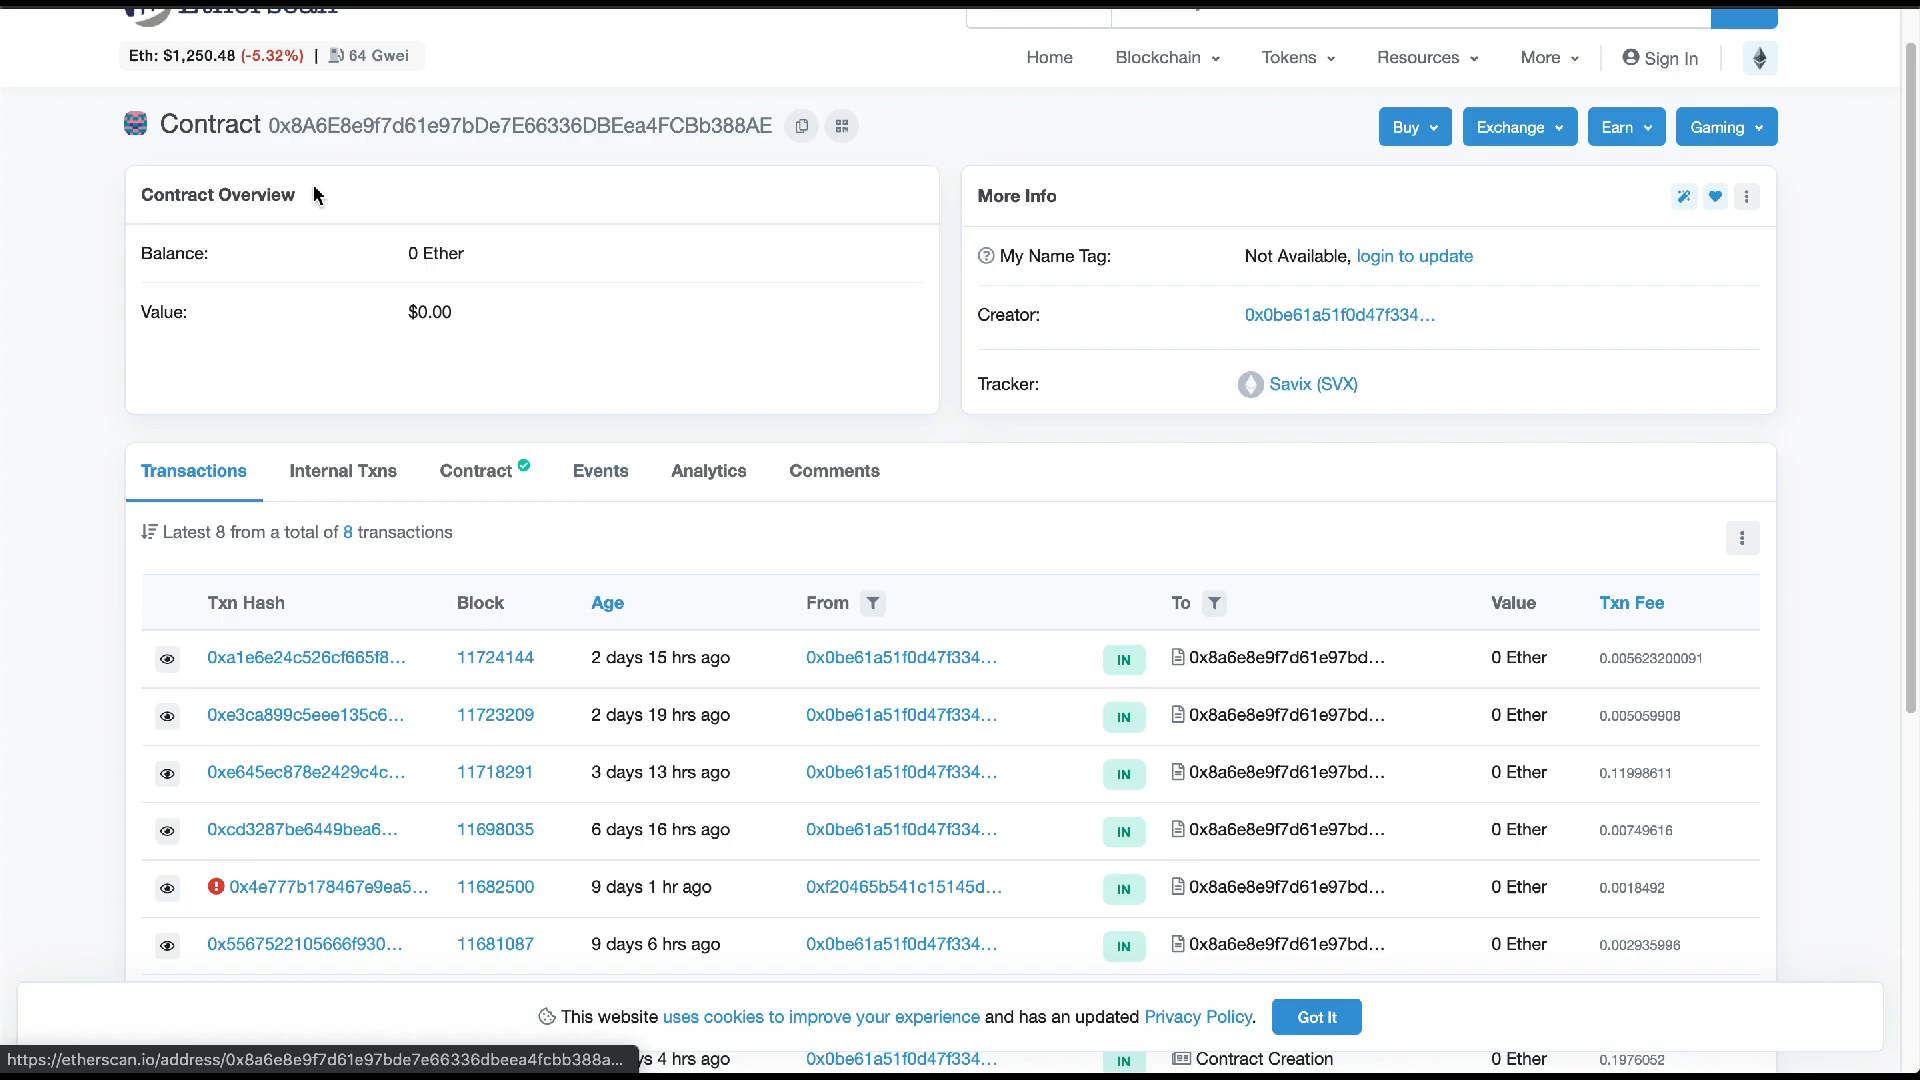 Etherscan
Eth: $1,250.48 (-5.32%) | 64 Gwei
Home Blockchain Tokens Resources More Sign In
Contract 0x8A6E8e9f7d61e97bDe7E66336DBEea4FCBb388AE
Buy Exchange Earn Gaming
Contract Overview
Balance: 0 Ether
Value: $0.00
More Info
My Name Tag: Not Available, login to update
Creator: 0x0be61a51f0d47f334...
Tracker: Savix (SVX)
Transactions Internal Txns Contract Events Analytics Comments
Latest 8 from a total of 8 transactions
Txn Hash Block Age From To Value Txn Fee
0xa1e6e24c526cf665f8... 11724144 2 days 15 hrs ago 0x0be61a51f0d47f334... IN 0x8a6e8e9f7d61e97bd... 0 Ether 0.005623200091
0xe3ca899c5eee135c6... 11723209 2 days 19 hrs ago 0x0be61a51f0d47f334... IN 0x8a6e8e9f7d61e97bd... 0 Ether 0.005059908
0xe645ec878e2429c4c... 11718291 3 days 13 hrs ago 0x0be61a51f0d47f334... IN 0x8a6e8e9f7d61e97bd... 0 Ether 0.11998611
0xcd3287be6449bea6... 11698035 6 days 16 hrs ago 0x0be61a51f0d47f334... IN 0x8a6e8e9f7d61e97bd... 0 Ether 0.00749616
0x4e777b178467e9ea5... 11682500 9 days 1 hr ago 0xf20465b541c15145d... IN 0x8a6e8e9f7d61e97bd... 0 Ether 0.0018492
0x5567522105666f930... 11681087 9 days 6 hrs ago 0x0be61a51f0d47f334... IN 0x8a6e8e9f7d61e97bd... 0 Ether 0.002935996
This website uses cookies to improve your experience and has an updated Privacy Policy. Got It
https://etherscan.io/address/0x8a6e8e9f7d61e97bde7e66336dbeea4fcbb388a... ys 4 hrs ago 0x0be61a51f0d47f334... IN Contract Creation 0 Ether 0.1976052